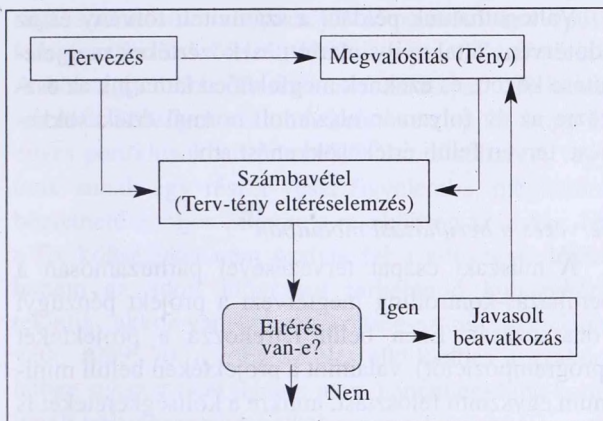 Tervezés
Megvalósítás (Tény)
Számbavétel
(Terv-tény eltéréselemzés)
Eltérés
van-e?
Igen
Javasolt
beavatkozás
Nem